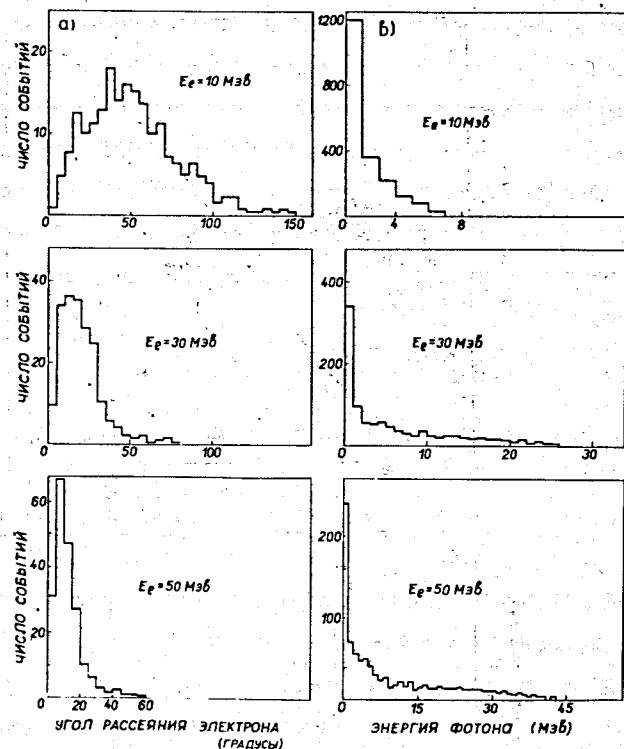 а)
ЧИСЛО СОБЫТИЙ
20
10
0
50
100
150
Ee=10 Мэв
б)
1200
800
400
0
4
8
Ee=10 Мэв
ЧИСЛО СОБЫТИЙ
40
20
0
50
100
Ee=30 Мэв
400
200
0
10
20
30
Ee=30 Мэв
ЧИСЛО СОБЫТИЙ
60
40
20
0
20
40
60
Ee=50 Мэв
УГОЛ РАССЕЯНИЯ ЭЛЕКТРОНА
(ГРАДУСЫ)
200
100
0
15
30
45
Ee=50 Мэв
ЭНЕРГИЯ ФОТОНА (Мэв)